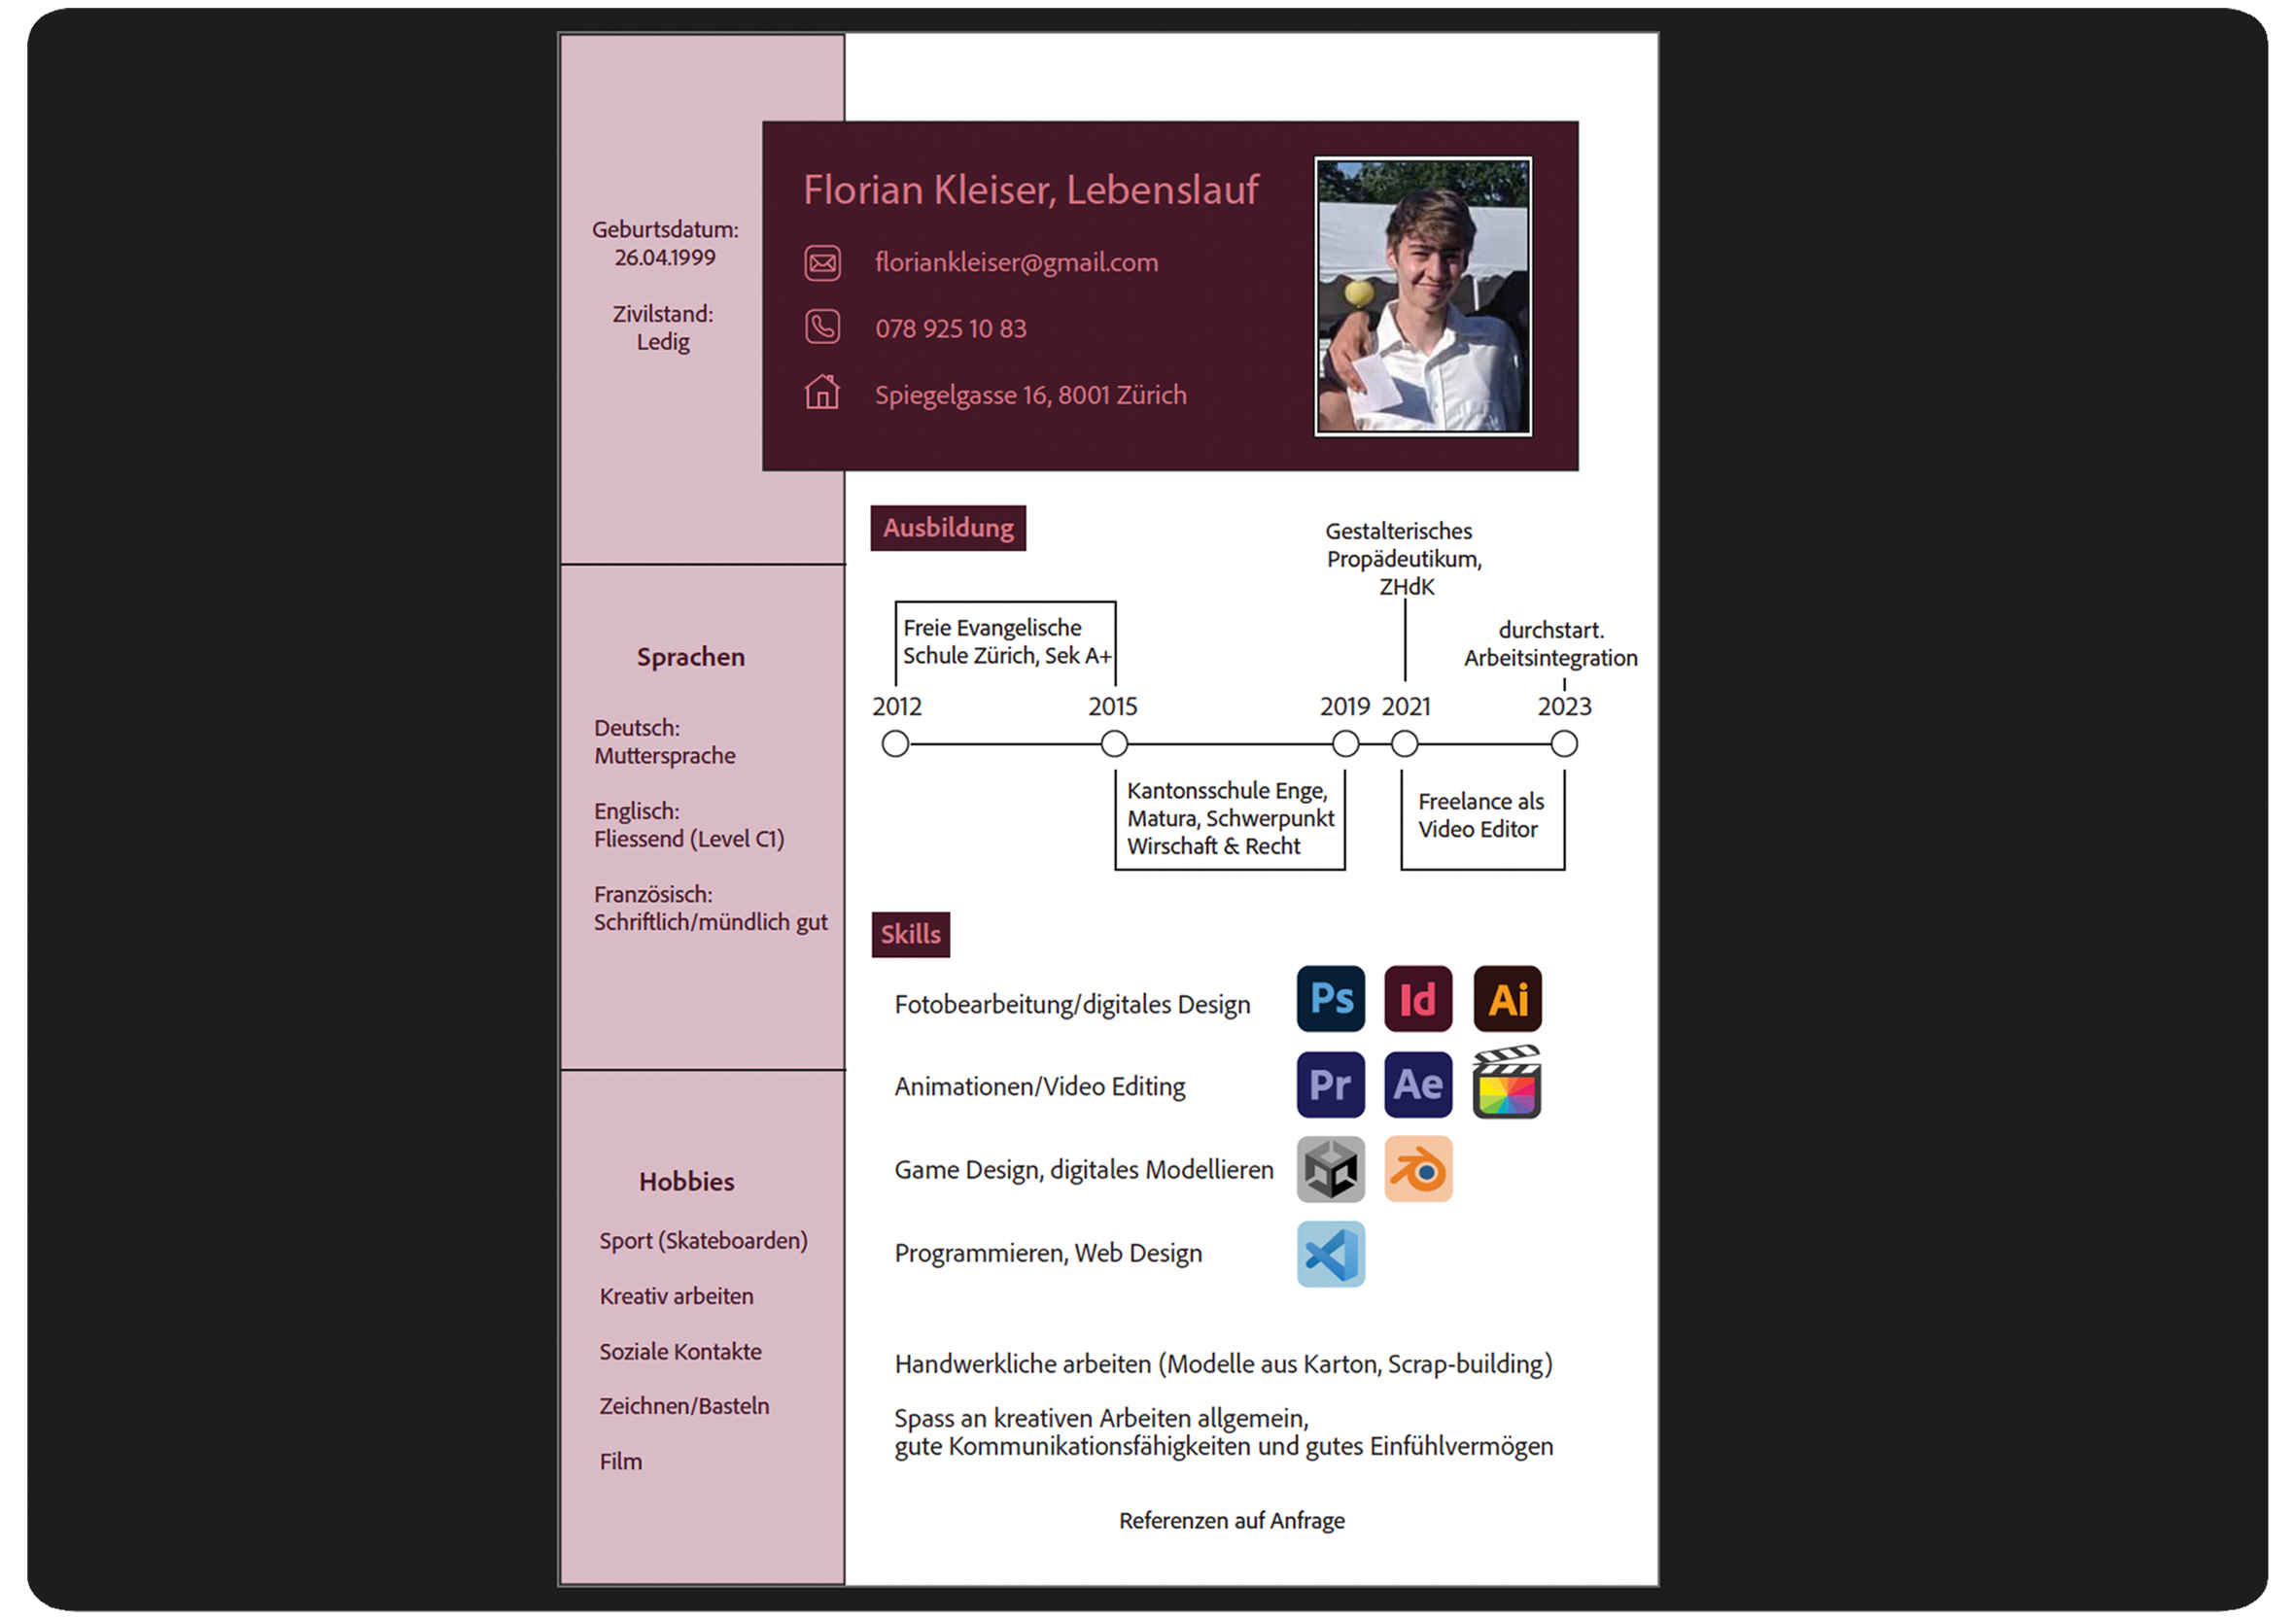 Geburtsdatum:
26.04.1999
Zivilstand:
Ledig
Florian Kleiser, Lebenslauf
floriankleiser@gmail.com
078 925 10 83
Spiegelgasse 16, 8001 Zürich
Sprachen
Deutsch:
Muttersprache
Englisch:
Fliessend (Level C1)
Französisch:
Schriftlich/mündlich gut
Hobbies
Sport (Skateboarden)
Kreativ arbeiten
Soziale Kontakte
Zeichnen/Basteln
Film
Ausbildung
Freie Evangelische
Schule Zürich, Sek A+
Gestalterisches
Propädeutikum,
ZHdK
durchstart.
Arbeitsintegration
2012 2015 2019 2021 2023
Kantonsschule Enge,
Matura, Schwerpunkt
Wirschaft & Recht
Freelance als
Video Editor
Skills
Fotobearbeitung/digitales Design Ps Id Ai
Animationen/Video Editing Pr Ae
Game Design, digitales Modellieren
Programmieren, Web Design
Handwerkliche arbeiten (Modelle aus Karton, Scrap-building)
Spass an kreativen Arbeiten allgemein,
gute Kommunikationsfähigkeiten und gutes Einfühlvermögen
Referenzen auf Anfrage